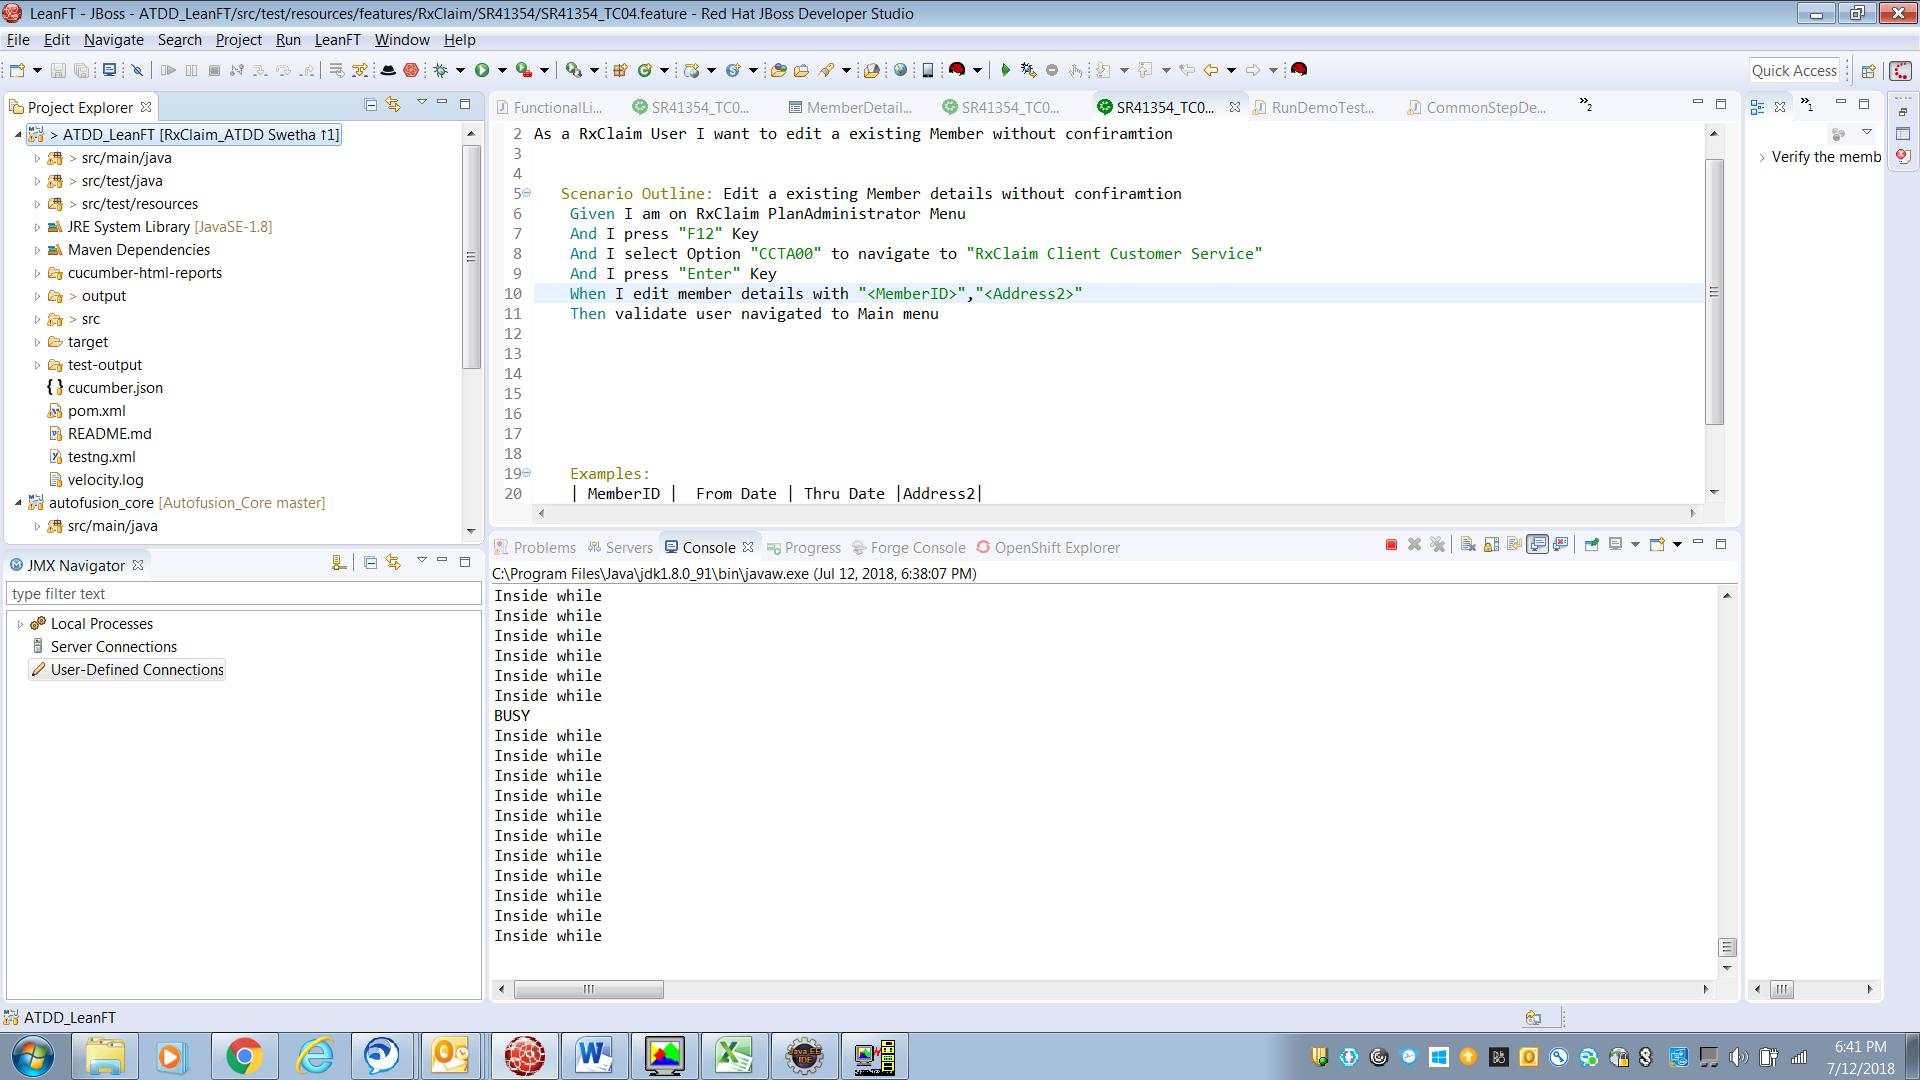 LeanFT - JBoss - ATDD_LeanFT/src/test/resources/features/RxClaim/SR41354/SR41354_TC04.feature - Red Hat JBoss Developer Studio
File Edit Navigate Search Project Run LeanFT Window Help
Quick Access
Project Explorer
> ATDD_LeanFT [RxClaim_ATDD Swetha ↑1]
> src/main/java
> src/test/java
> src/test/resources
JRE System Library [JavaSE-1.8]
Maven Dependencies
cucumber-html-reports
> output
> src
target
test-output
cucumber.json
pom.xml
README.md
testng.xml
velocity.log
autofusion_core [Autofusion_Core master]
src/main/java
JMX Navigator
type filter text
Local Processes
Server Connections
User-Defined Connections
FunctionalLi... SR41354_TC0... MemberDetail... SR41354_TC0... SR41354_TC0... RunDemoTest... CommonStepDe... »2
2 As a RxClaim User I want to edit a existing Member without confiramtion
3
4
5 Scenario Outline: Edit a existing Member details without confiramtion
6 Given I am on RxClaim PlanAdministrator Menu
7 And I press "F12" Key
8 And I select Option "CCTA00" to navigate to "RxClaim Client Customer Service"
9 And I press "Enter" Key
10 When I edit member details with "<MemberID>","<Address2>"
11 Then validate user navigated to Main menu
12
13
14
15
16
17
18
19 Examples:
20 | MemberID | From Date | Thru Date |Address2|
»1
Verify the memb
Problems Servers Console Progress Forge Console OpenShift Explorer
C:\Program Files\Java\jdk1.8.0_91\bin\javaw.exe (Jul 12, 2018, 6:38:07 PM)
Inside while
Inside while
Inside while
Inside while
Inside while
Inside while
BUSY
Inside while
Inside while
Inside while
Inside while
Inside while
Inside while
Inside while
Inside while
Inside while
Inside while
Inside while
ATDD_LeanFT
6:41 PM
7/12/2018